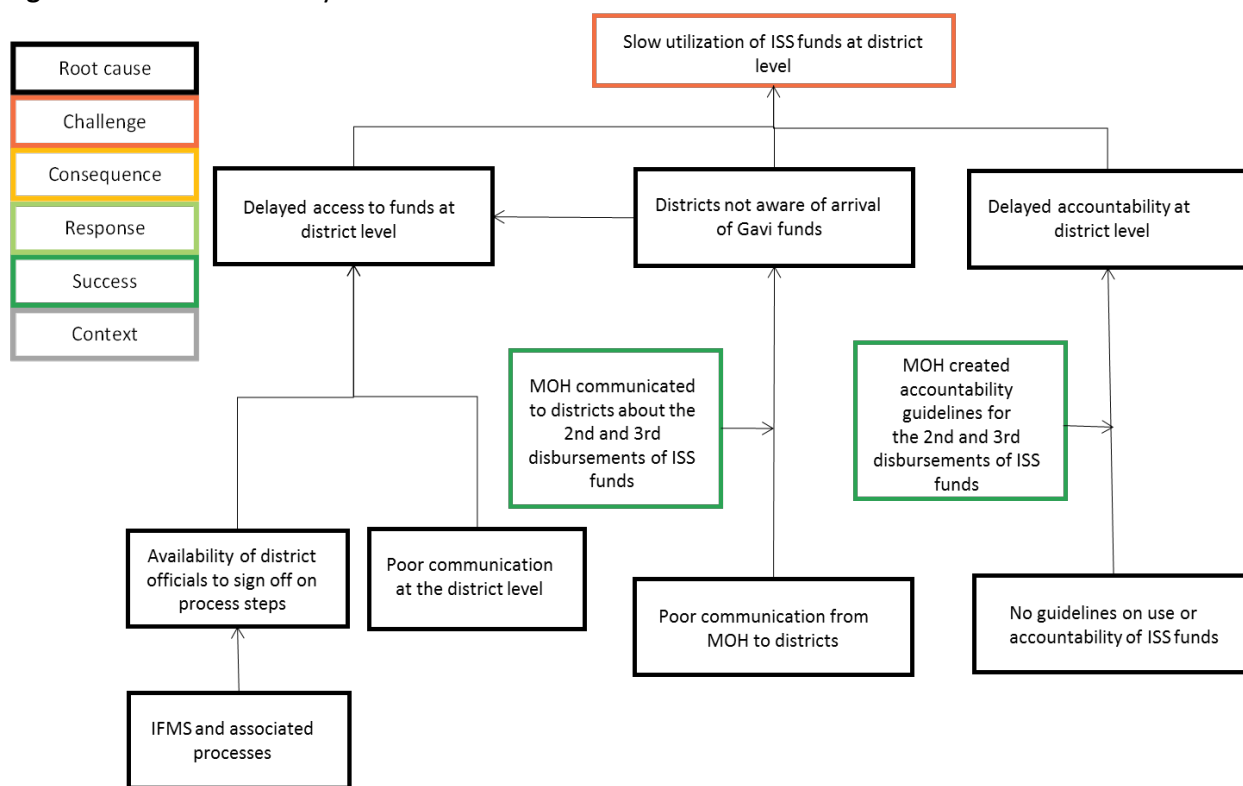 Slow utilization of ISS funds at district
level
Root cause
Challenge
Consequence
Response
Success
Context
Delayed access to funds at
district level
Districts not aware of arrival
of Gavi funds
Delayed accountability at
district level
MOH communicated
to districts about the
2nd and 3rd
disbursements of ISS
funds
MOH created
accountability
guidelines for
the 2nd and 3rd
disbursements of ISS
funds
Availability of district
officials to sign off on
process steps
Poor communication
at the district level
Poor communication from
MOH to districts
No guidelines on use or
accountability of ISS funds
IFMS and associated
processes